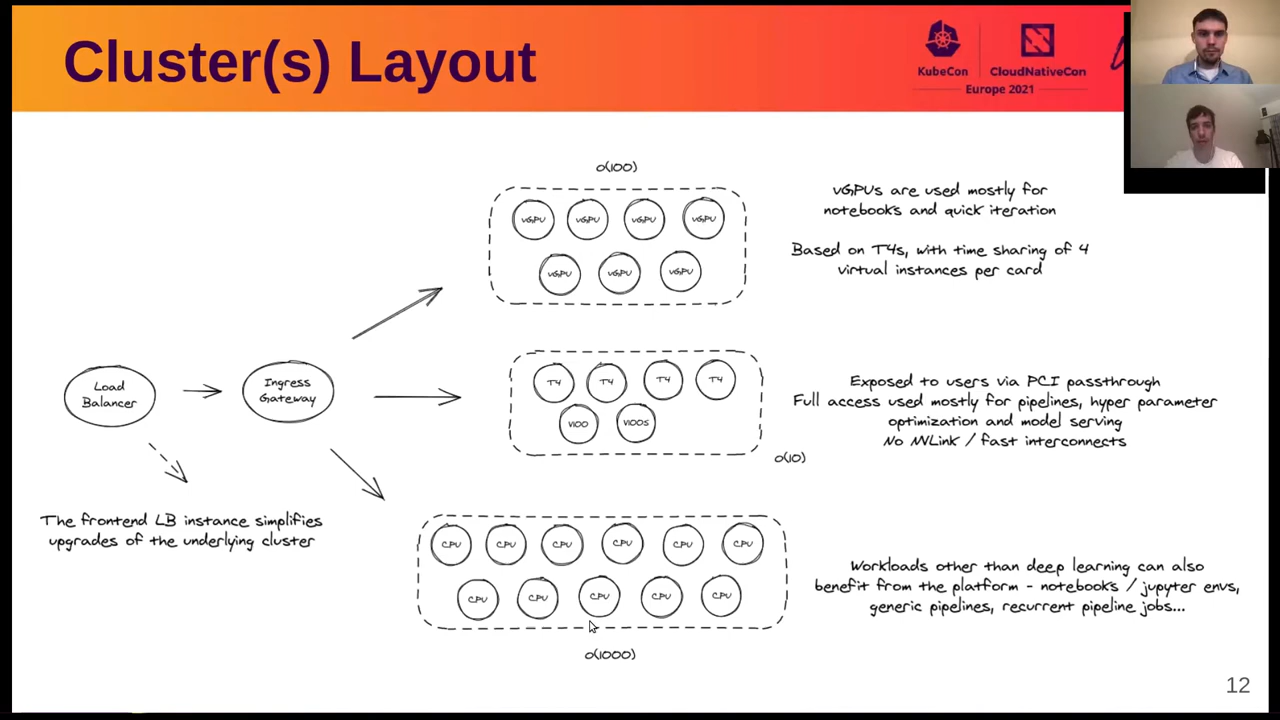 Cluster(s) Layout
KubeCon
CloudNativeCon
Europe 2021
o(100)
vGPU vGPU vGPU vGPU
vGPU vGPU vGPU
vGPUs are used mostly for
notebooks and quick iteration
Based on T4s, with time sharing of 4
virtual instances per card
Load
Balancer
Ingress
Gateway
T4 T4 T4 T4
V100 V100S
o(10)
Exposed to users via PCI passthrough
Full access used mostly for pipelines, hyper parameter
optimization and model serving
No NVLink / fast interconnects
The frontend LB instance simplifies
upgrades of the underlying cluster
CPU CPU CPU CPU CPU CPU
CPU CPU CPU CPU CPU
o(1000)
Workloads other than deep learning can also
benefit from the platform - notebooks / jupyter envs,
generic pipelines, recurrent pipeline jobs...
12